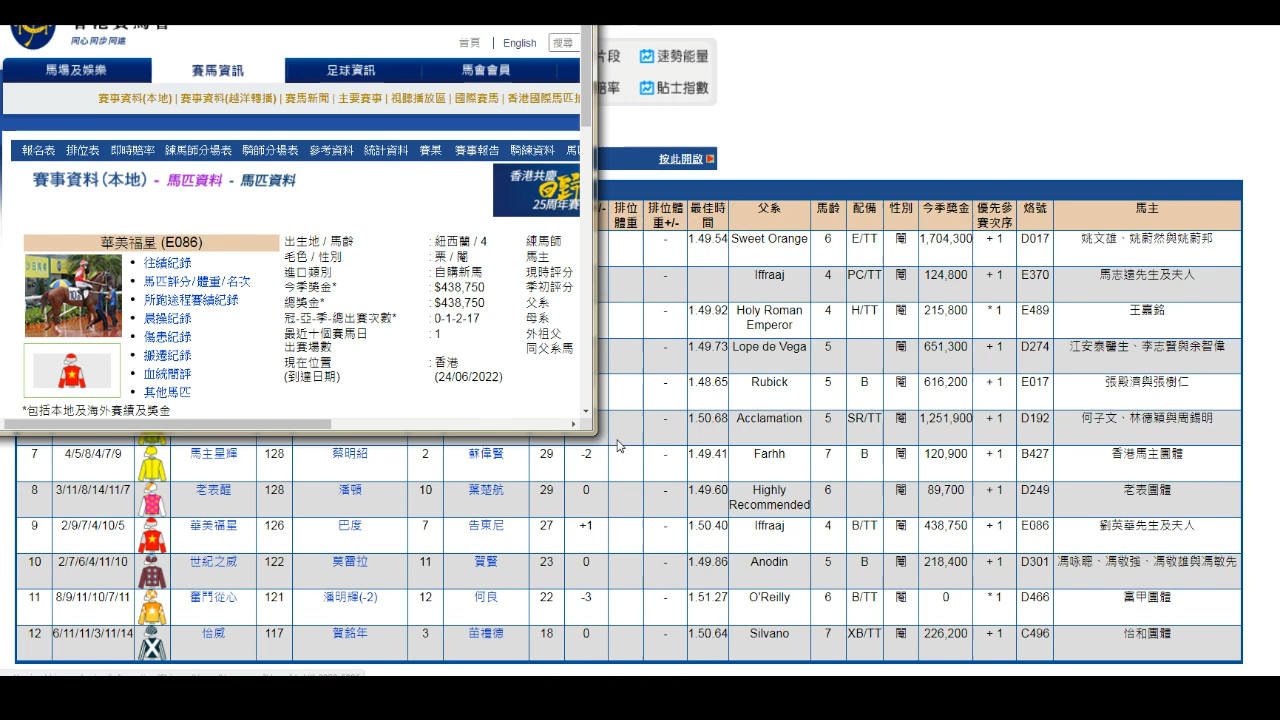 同心同步同進
首頁 | English 搜尋
馬場及娛樂 賽馬資訊 足球資訊 馬會會員
賽事資料(本地) | 賽事資料(越洋轉播) | 賽馬新聞 | 主要賽事 | 視聽播放區 | 國際賽馬 | 香港國際馬匹
報名表 排位表 即時賠率 練馬師分場表 騎師分場表 參考資料 統計資料 賽果 賽事報告 騎練資料
賽事資料(本地) - 馬匹資料 - 馬匹資料
香港共慶
25周年賽
華美福星 (E086)
往績紀錄
馬匹評分/體重/名次
所跑途程賽績紀錄
晨操紀錄
傷患紀錄
搬遷紀錄
血統簡評
其他馬匹
*包括本地及海外賽績及獎金
出生地 / 馬齡 : 紐西蘭 / 4 練馬師
毛色 / 性別 : 栗 / 閹 馬主
進口類別 : 自購新馬 現時評分
今季獎金* : $438,750 季初評分
總獎金* : $438,750 父系
冠-亞-季-總出賽次數* : 0-1-2-17 母系
最近十個賽馬日 : 1 外祖父
出賽場數 同父系馬
現在位置 : 香港
(到達日期) (24/06/2022)
片段 速勢能量
賠率 貼士指數
按此開啟
+/- 排位體重 排位體重+/- 最佳時間 父系 馬齡 配備 性別 今季獎金 優先參賽次序 烙號 馬主
- 1.49.54 Sweet Orange 6 E/TT 閹 1,704,300 + 1 D017 姚文雄、姚蔚然與姚蔚邦
- Iffraaj 4 PC/TT 閹 124,800 + 1 E370 馬志遠先生及夫人
- 1.49.92 Holy Roman Emperor 4 H/TT 閹 215,800 * 1 E489 王嘉銘
- 1.49.73 Lope de Vega 5 閹 651,300 + 1 D274 江安泰醫生、李志賢與余智偉
- 1.48.65 Rubick 5 B 閹 616,200 + 1 E017 張殷濟與張樹仁
- 1.50.68 Acclamation 5 SR/TT 閹 1,251,900 + 1 D192 何子文、林德穎與周錫明
7 4/5/8/4/7/9 馬主星輝 128 蔡明紹 2 蘇偉賢 29 -2 - 1.49.41 Farhh 7 B 閹 120,900 + 1 B427 香港馬主團體
8 3/11/8/14/11/7 老表醒 128 潘頓 10 葉楚航 29 0 - 1.49.60 Highly Recommended 6 閹 89,700 + 1 D249 老表團體
9 2/9/7/4/10/5 華美福星 126 巴度 7 告東尼 27 +1 - 1.50.40 Iffraaj 4 B/TT 閹 438,750 + 1 E086 劉英華先生及夫人
10 2/7/6/4/11/10 世紀之威 122 莫雷拉 11 賀賢 23 0 - 1.49.86 Anodin 5 B 閹 218,400 + 1 D301 馮咏聰、馮敬強、馮敬雄與馮敏先
11 8/9/11/10/7/11 奮鬥從心 121 潘明輝(-2) 12 何良 22 -3 - 1.51.27 O'Reilly 6 B/TT 閹 0 * 1 D466 富甲團體
12 6/11/11/3/11/14 怡威 117 賀銘年 3 苗禮德 18 0 - 1.50.64 Silvano 7 XB/TT 閹 226,200 + 1 C496 怡和團體